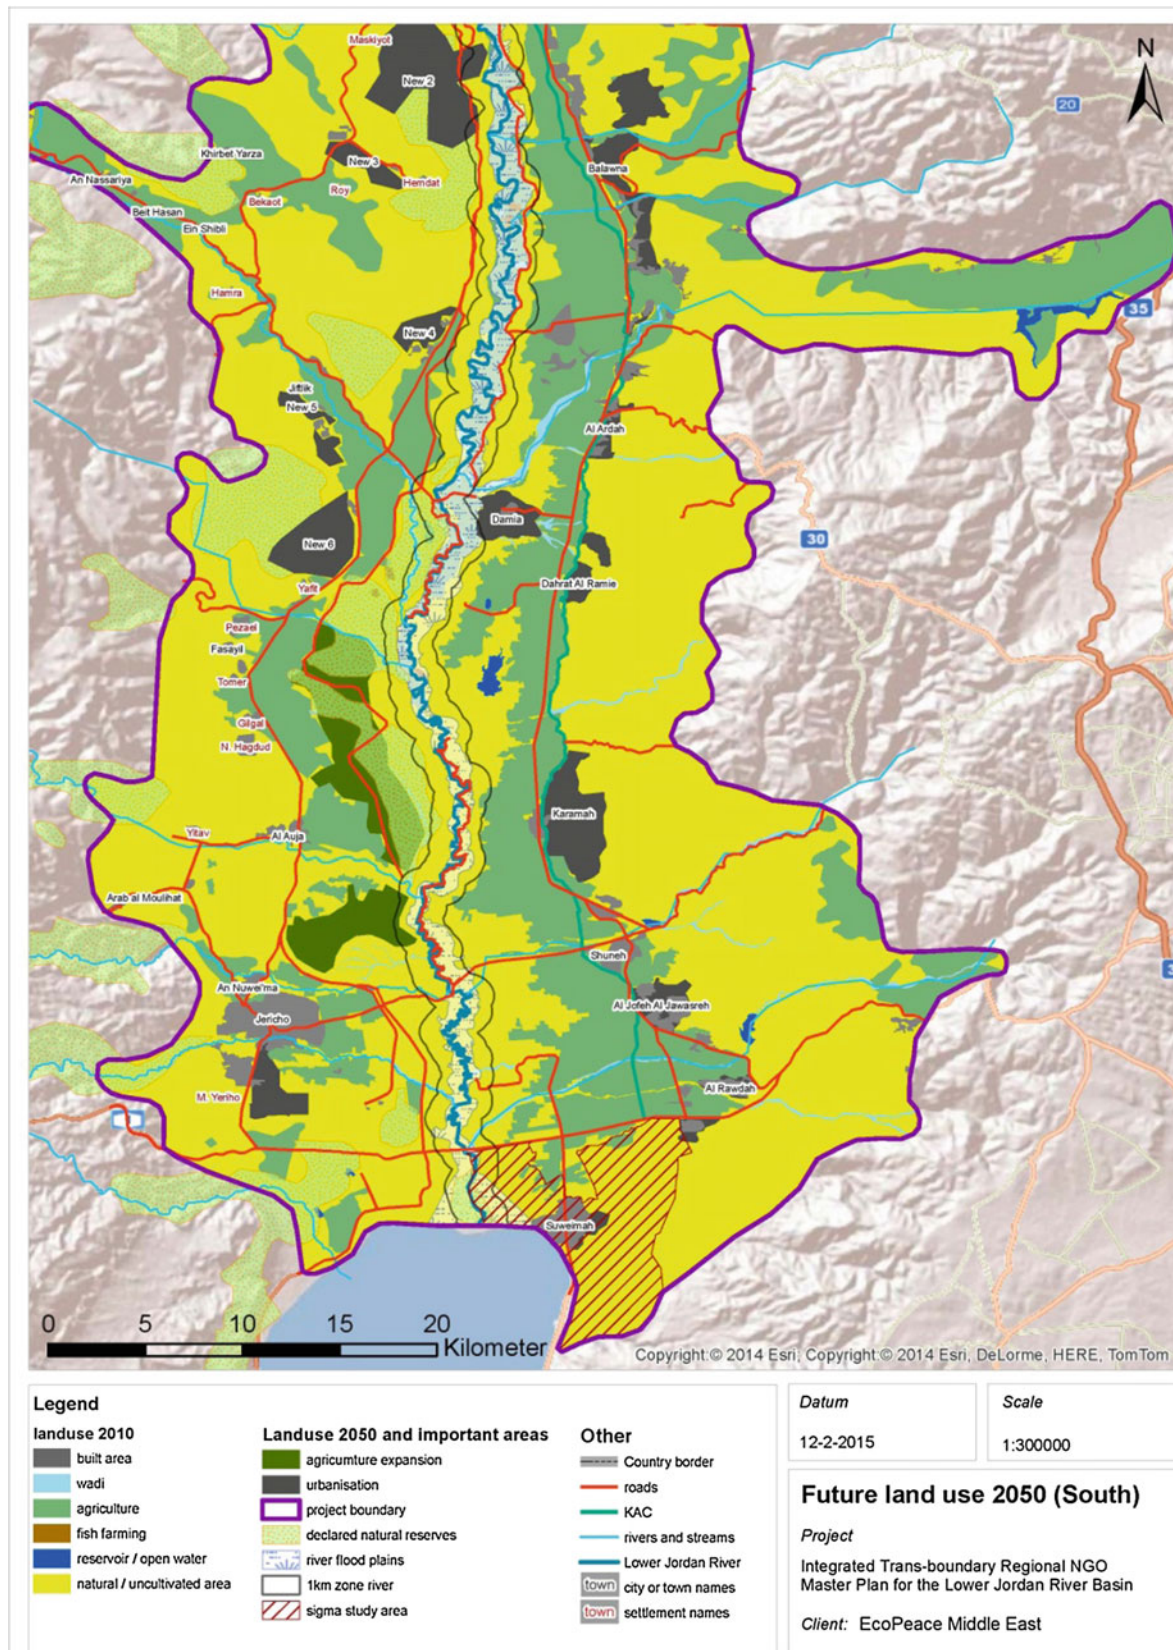 N
Maskiyot
New 2
20
Khirbet Yarza
New 3
Balawna
An Nassariya
Roy
Hemdat
Bekaot
Beit Hasan
Ein Shibli
Hamra
35
New 4
Jiftlik
New 5
Al Ardah
Damia
New 6
30
Dahrat Al Ramie
Yafit
Pezael
Fasayil
Tomer
Gilgal
N. Hagdud
Karamah
Yitav
Al Auja
Arab'al Moulihat
Shuneh
3
An Nuwei'ma
Al Jofeh Al Jawasreh
Jericho
Al Rawdah
M. Yeriho
Suweimah
0 5 10 15 20
Kilometer
Copyright:© 2014 Esri, Copyright:© 2014 Esri, DeLorme, HERE, TomTom
Legend
landuse 2010
built area
wadi
agriculture
fish farming
reservoir / open water
natural / uncultivated area
Landuse 2050 and important areas
agricumture expansion
urbanisation
project boundary
declared natural reserves
river flood plains
1km zone river
sigma study area
Other
Country border
roads
KAC
rivers and streams
Lower Jordan River
town city or town names
town settlement names
Datum
12-2-2015
Scale
1:300000
Future land use 2050 (South)
Project
Integrated Trans-boundary Regional NGO
Master Plan for the Lower Jordan River Basin
Client: EcoPeace Middle East